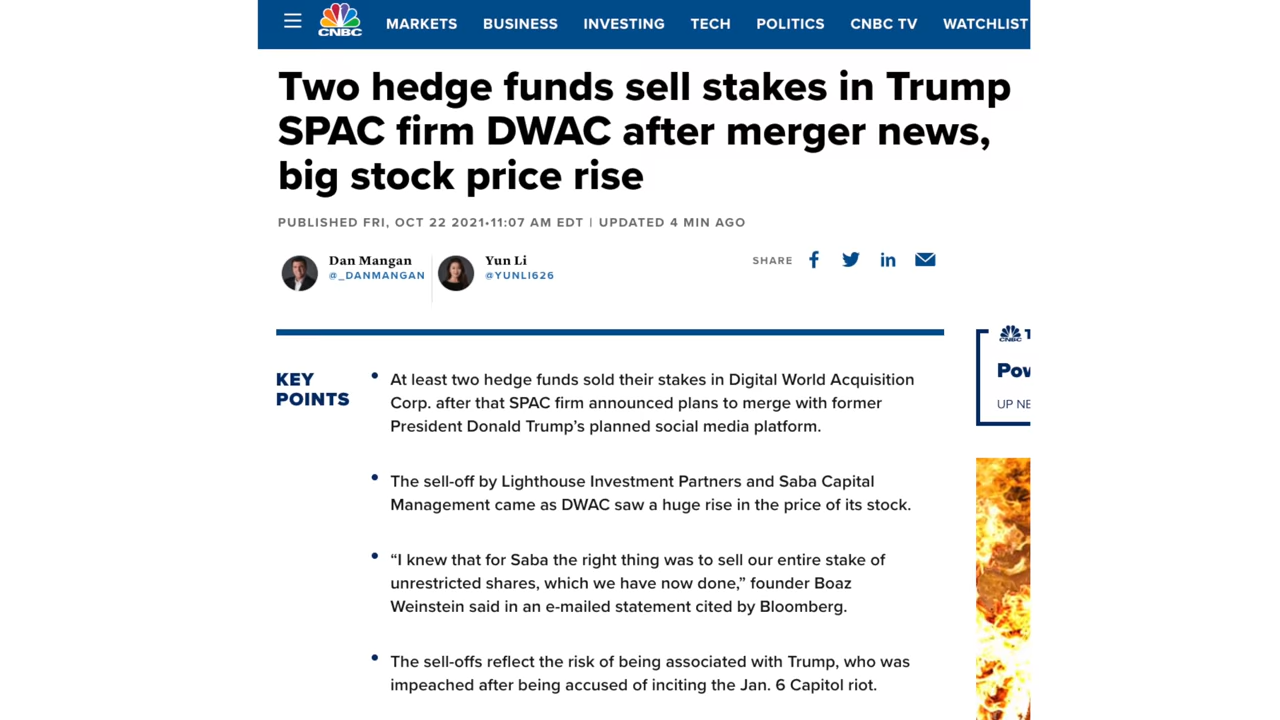 CNBC
MARKETS BUSINESS INVESTING TECH POLITICS CNBC TV WATCHLIST
Two hedge funds sell stakes in Trump
SPAC firm DWAC after merger news,
big stock price rise
PUBLISHED FRI, OCT 22 2021•11:07 AM EDT | UPDATED 4 MIN AGO
Dan Mangan
@_DANMANGAN
Yun Li
@YUNLI626
SHARE
KEY
POINTS
• At least two hedge funds sold their stakes in Digital World Acquisition
Corp. after that SPAC firm announced plans to merge with former
President Donald Trump’s planned social media platform.
• The sell-off by Lighthouse Investment Partners and Saba Capital
Management came as DWAC saw a huge rise in the price of its stock.
• “I knew that for Saba the right thing was to sell our entire stake of
unrestricted shares, which we have now done,” founder Boaz
Weinstein said in an e-mailed statement cited by Bloomberg.
• The sell-offs reflect the risk of being associated with Trump, who was
impeached after being accused of inciting the Jan. 6 Capitol riot.
CNBC
UP